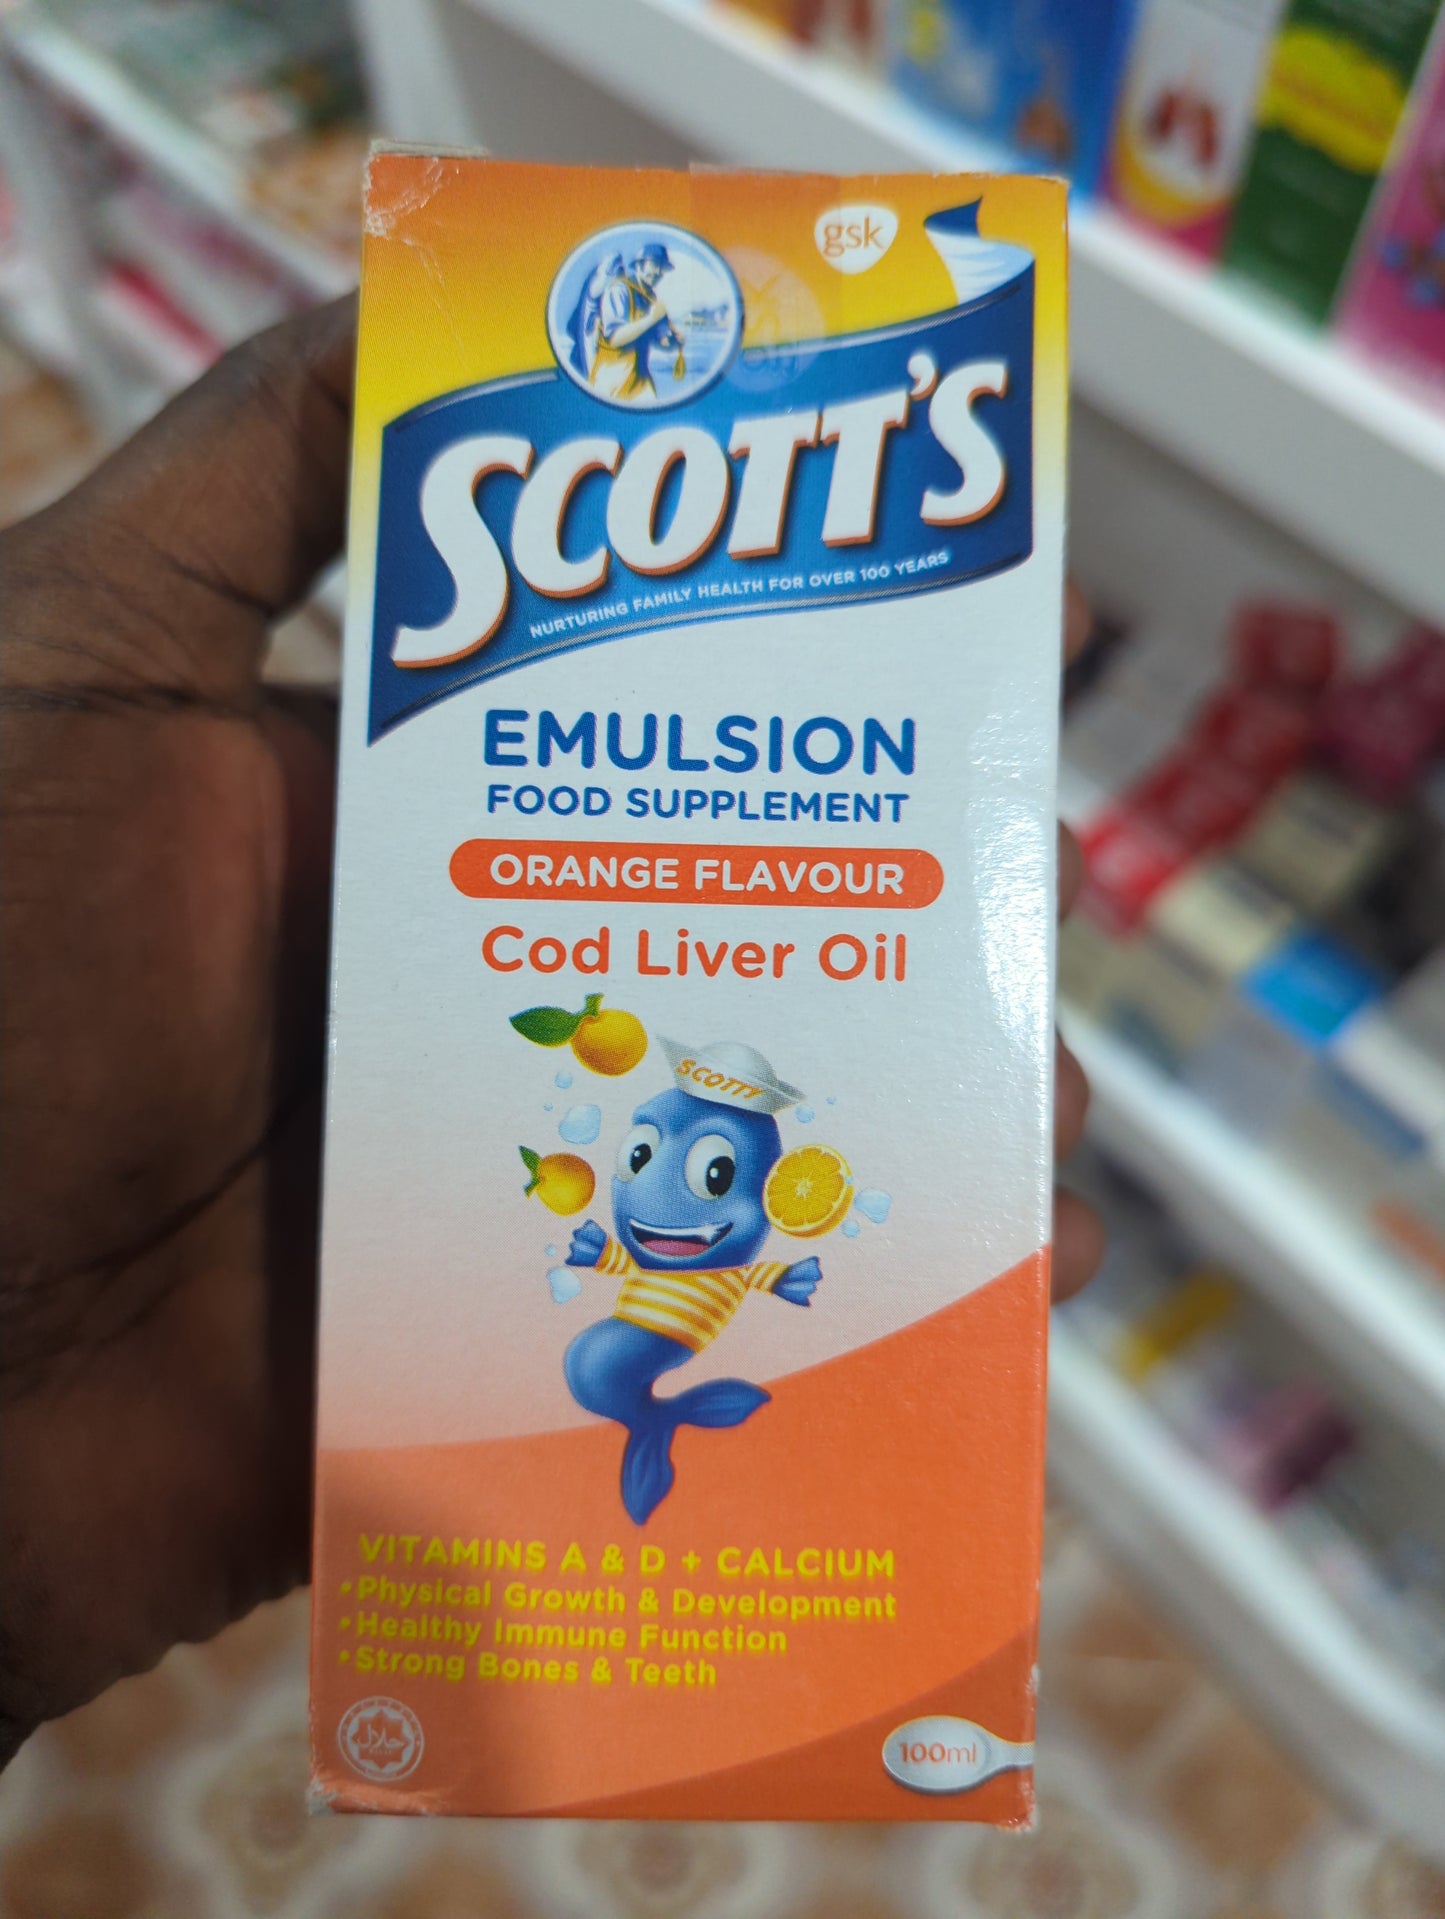 gsk
SCOTT'S
NURTURING FAMILY HEALTH FOR OVER 100 YEARS
EMULSION
FOOD SUPPLEMENT
ORANGE FLAVOUR
Cod Liver Oil
SCOTTY
VITAMINS A & D + CALCIUM
• Physical Growth & Development
• Healthy Immune Function
• Strong Bones & Teeth
حلال
100ml